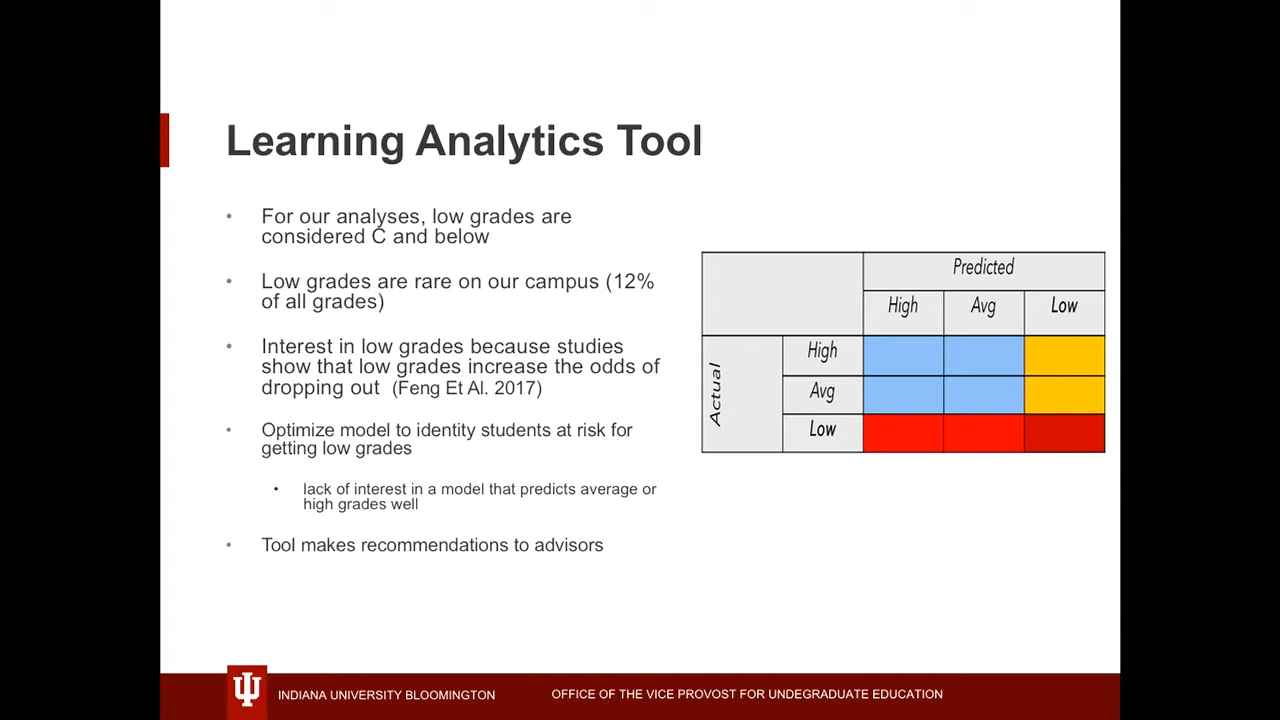 Learning Analytics Tool
• For our analyses, low grades are
considered C and below
• Low grades are rare on our campus (12%
of all grades)
• Interest in low grades because studies
show that low grades increase the odds of
dropping out (Feng Et Al. 2017)
• Optimize model to identity students at risk for
getting low grades
• lack of interest in a model that predicts average or
high grades well
• Tool makes recommendations to advisors
Predicted
High Avg Low
Actual
High
Avg
Low
INDIANA UNIVERSITY BLOOMINGTON
OFFICE OF THE VICE PROVOST FOR UNDEGRADUATE EDUCATION